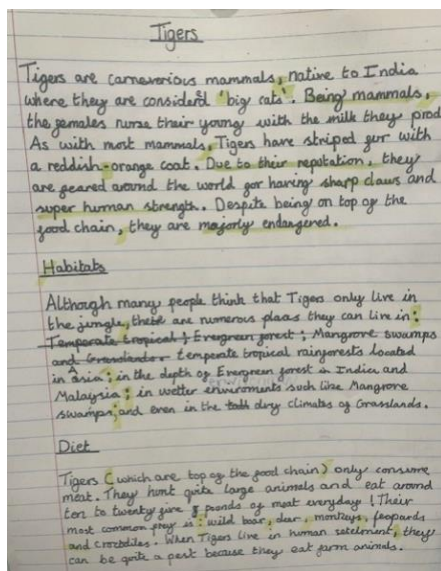 Tigers
Tigers are carneverious mammals, native to India
where they are considerd 'big cats'. Being mammals,
the females nurse their young with the milk they prod
As with most mammals, Tigers have striped fur with
a reddish-orange coat. Due to their reputation, they
are feared around the world for having sharp claws and
super human strength. Despite being on top of the
food chain, they are majorly endangered.
Habitats
Although many people think that Tigers only live in
the jungle, there are numerous places they can live in:
Temperate tropical Evergreen forest; Mangrove swamps
and Grasslands temperate tropical rainforests located
in Asia; in the depth of Evergreen forest in India and
Malaysia; in wetter enviroments such like Mangrove
swamps; and even in the dry climates of Grasslands.
Diet
Tigers (which are top of the food chain) only consume
meat. They hunt quite large animals and eat around
ten to twenty five pounds of meat everyday! Their
most common prey is: wild boar, dear, monkeys, leopards
and Crocodiles. When Tigers live in human setelment, they
can be quite a pest because they eat farm animals.